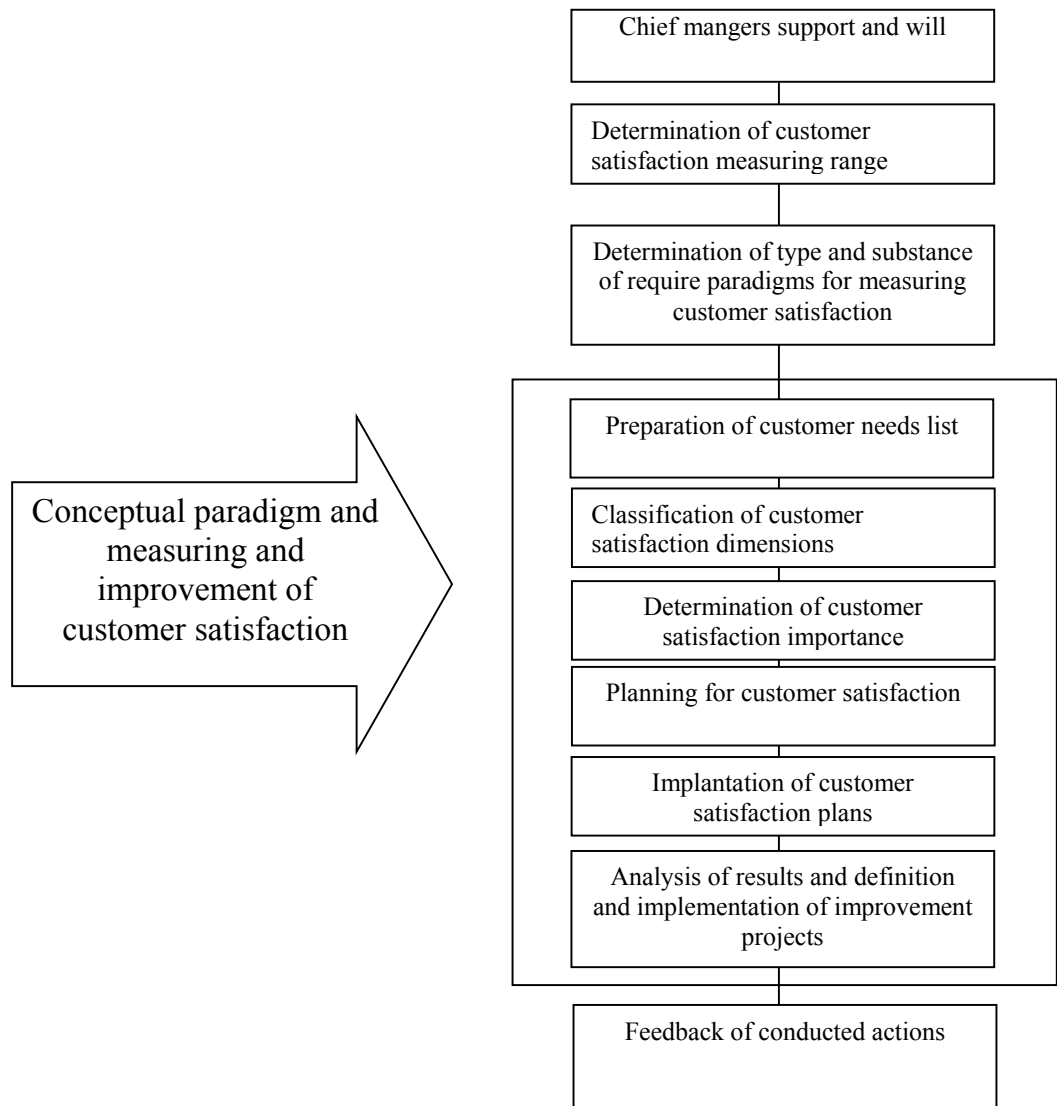 Chief mangers support and will
Determination of customer
satisfaction measuring range
Determination of type and substance
of require paradigms for measuring
customer satisfaction
Preparation of customer needs list
Conceptual paradigm and
measuring and
improvement of
customer satisfaction
Classification of customer
satisfaction dimensions
Determination of customer
satisfaction importance
Planning for customer satisfaction
Implantation of customer
satisfaction plans
Analysis of results and definition
and implementation of improvement
projects
Feedback of conducted actions